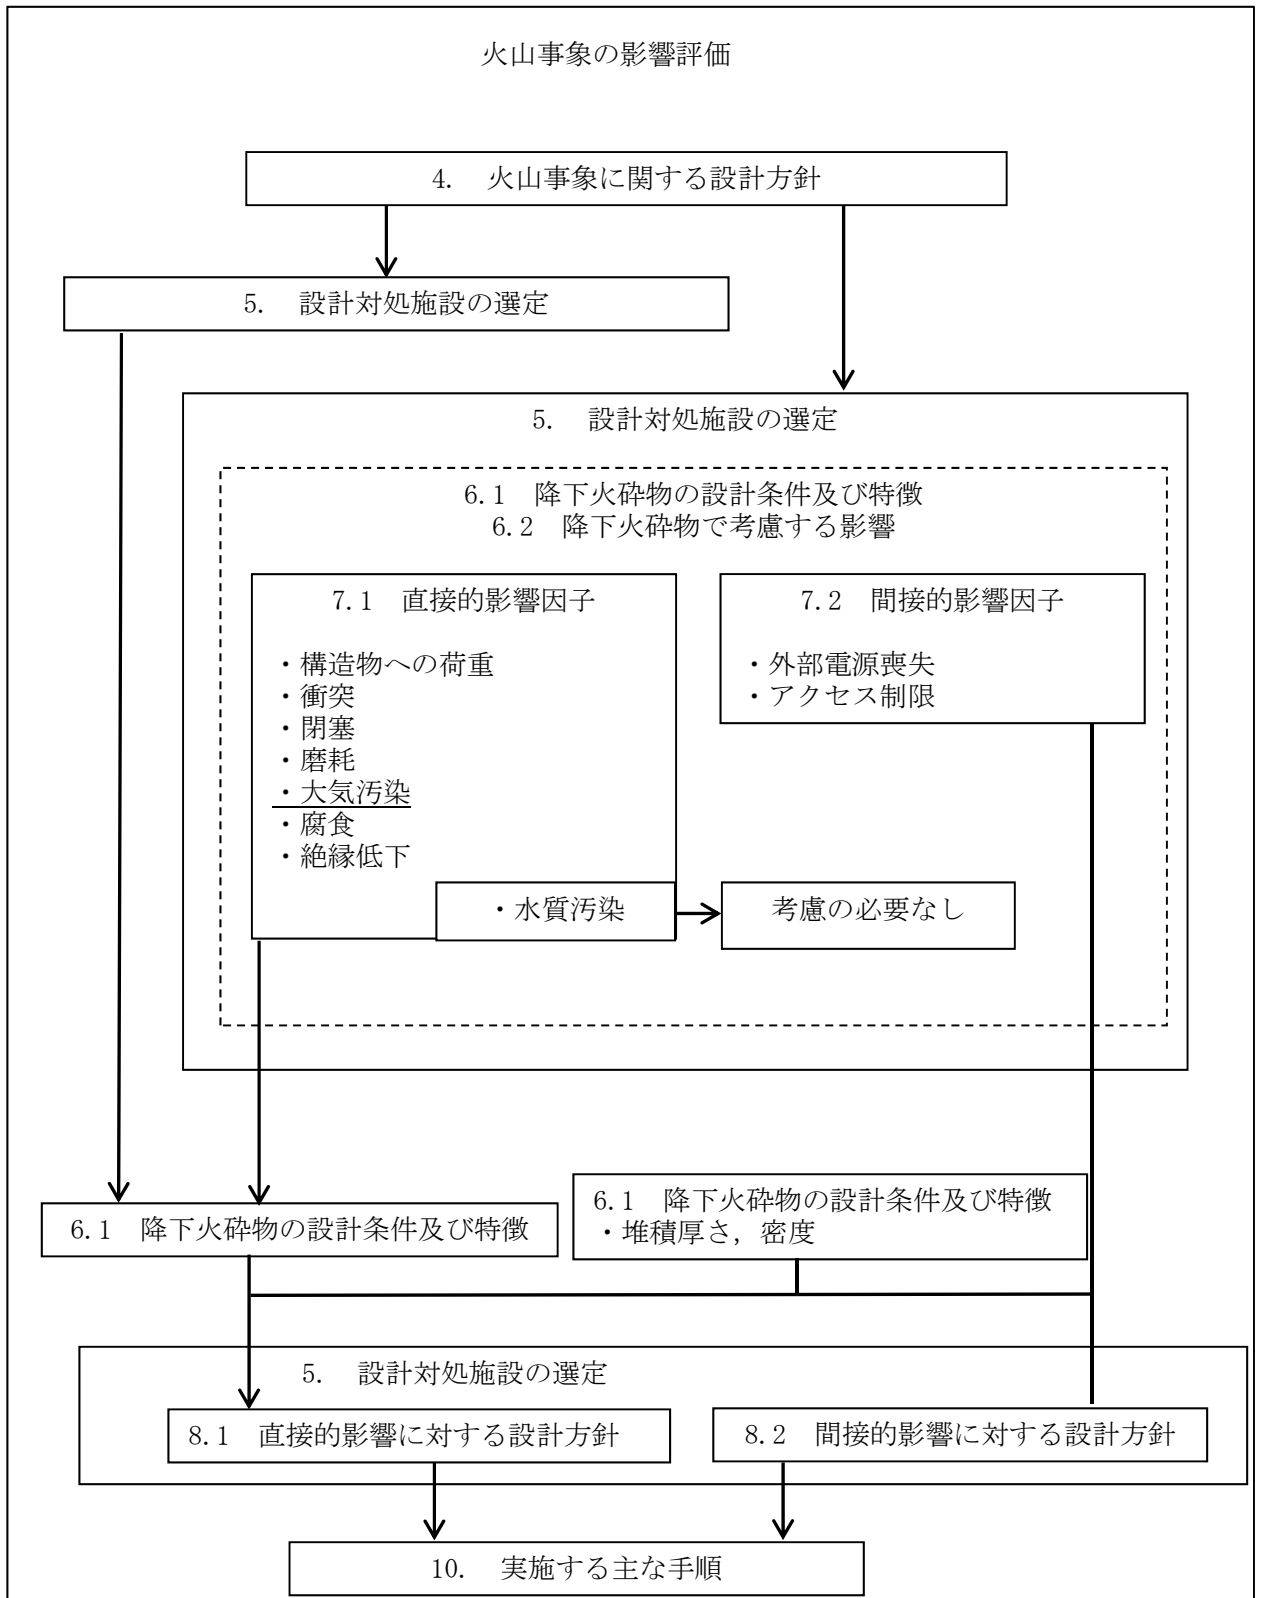 火山事象の影響評価
4.　火山事象に関する設計方針
5.　設計対処施設の選定
5.　設計対処施設の選定
6.1　降下火砕物の設計条件及び特徴
6.2　降下火砕物で考慮する影響
7.1　直接的影響因子
・構造物への荷重
・衝突
・閉塞
・磨耗
・大気汚染
・腐食
・絶縁低下
・水質汚染
7.2　間接的影響因子
・外部電源喪失
・アクセス制限
考慮の必要なし
6.1　降下火砕物の設計条件及び特徴
6.1　降下火砕物の設計条件及び特徴
・堆積厚さ，密度
5.　設計対処施設の選定
8.1　直接的影響に対する設計方針
8.2　間接的影響に対する設計方針
10.　実施する主な手順